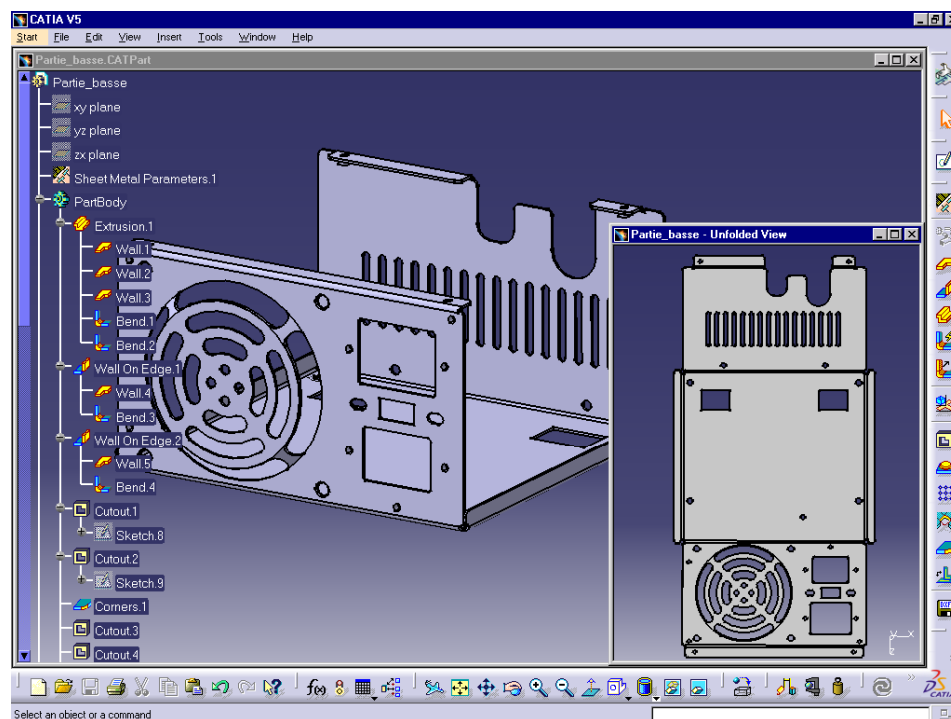 CATIA V5
Start File Edit View Insert Tools Window Help
Partie_basse.CATPart
Partie_basse
xy plane
yz plane
zx plane
Sheet Metal Parameters.1
PartBody
Extrusion.1
Wall.1
Wall.2
Wall.3
Bend.1
Bend.2
Wall On Edge.1
Wall.4
Bend.3
Wall On Edge.2
Wall.5
Bend.4
Cutout.1
Sketch.8
Cutout.2
Sketch.9
Corners.1
Cutout.3
Cutout.4
Partie_basse - Unfolded View
y x
z
f(x)
CATIA
Select an object or a command